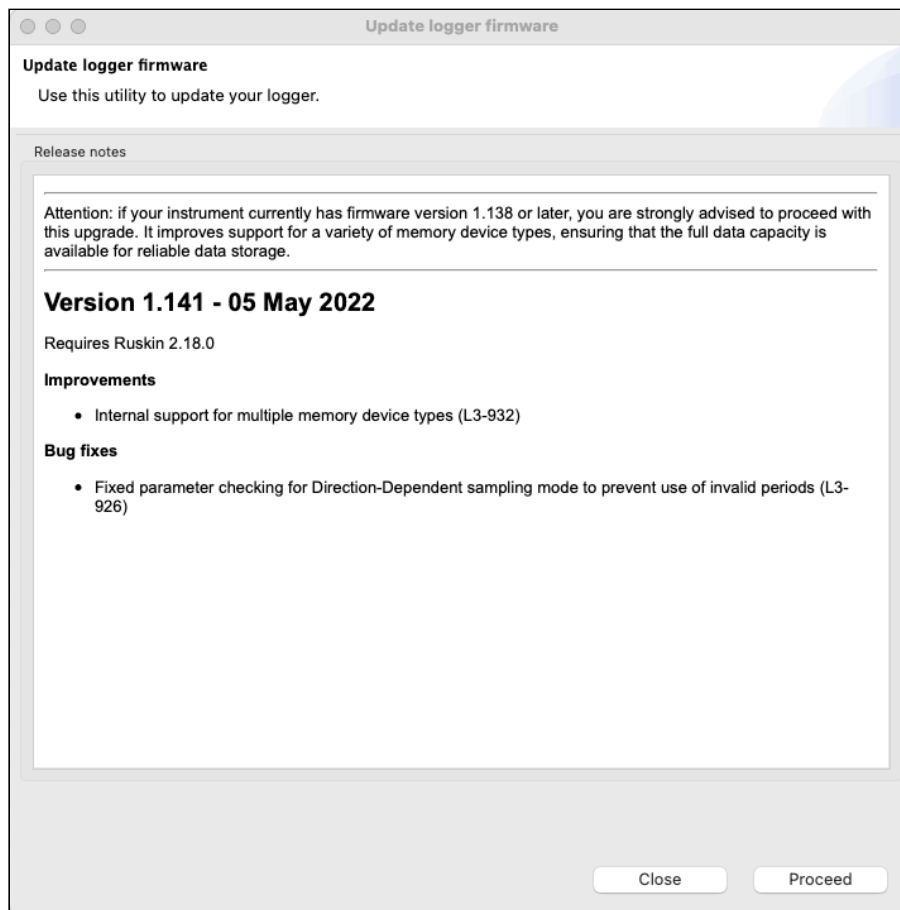 Update logger firmware
Update logger firmware
Use this utility to update your logger.
Release notes
Attention: if your instrument currently has firmware version 1.138 or later, you are strongly advised to proceed with
this upgrade. It improves support for a variety of memory device types, ensuring that the full data capacity is
available for reliable data storage.
Version 1.141 - 05 May 2022
Requires Ruskin 2.18.0
Improvements
• Internal support for multiple memory device types (L3-932)
Bug fixes
• Fixed parameter checking for Direction-Dependent sampling mode to prevent use of invalid periods (L3-
926)
Close
Proceed